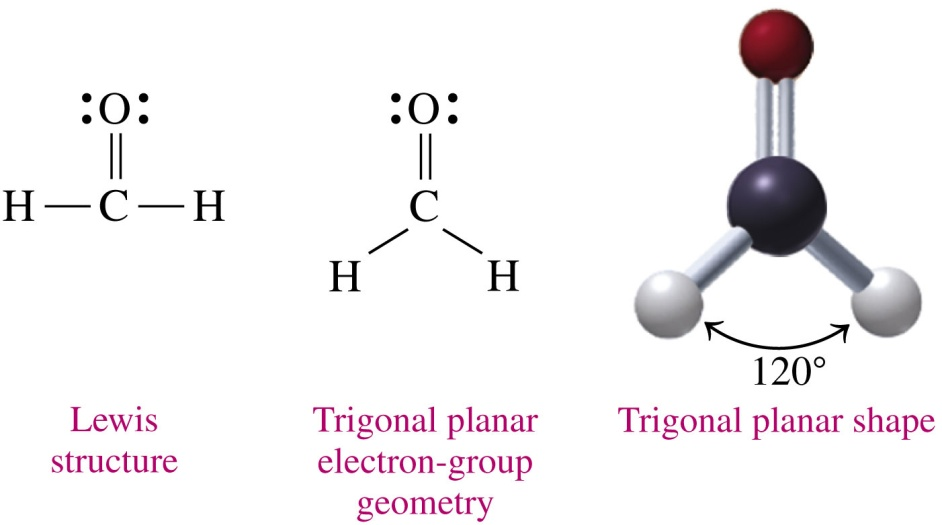 :O:
H—C—H
Lewis
structure
:O:
C
H H
Trigonal planar
electron-group
geometry
120°
Trigonal planar shape